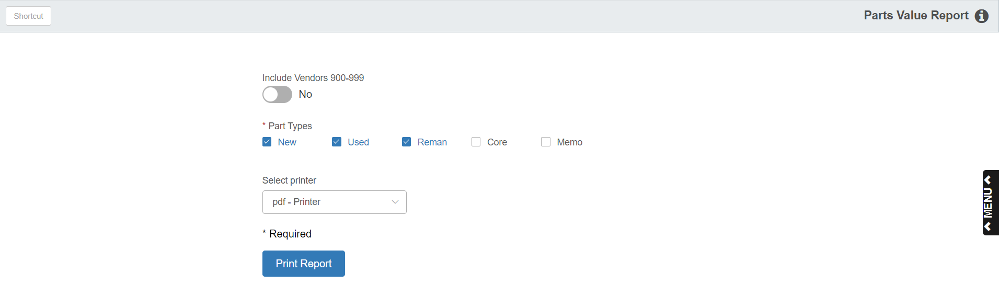 Shortcut
Parts Value Report
Include Vendors 900-999
No
* Part Types
New Used Reman Core Memo
Select printer
pdf - Printer
MENU
* Required
Print Report